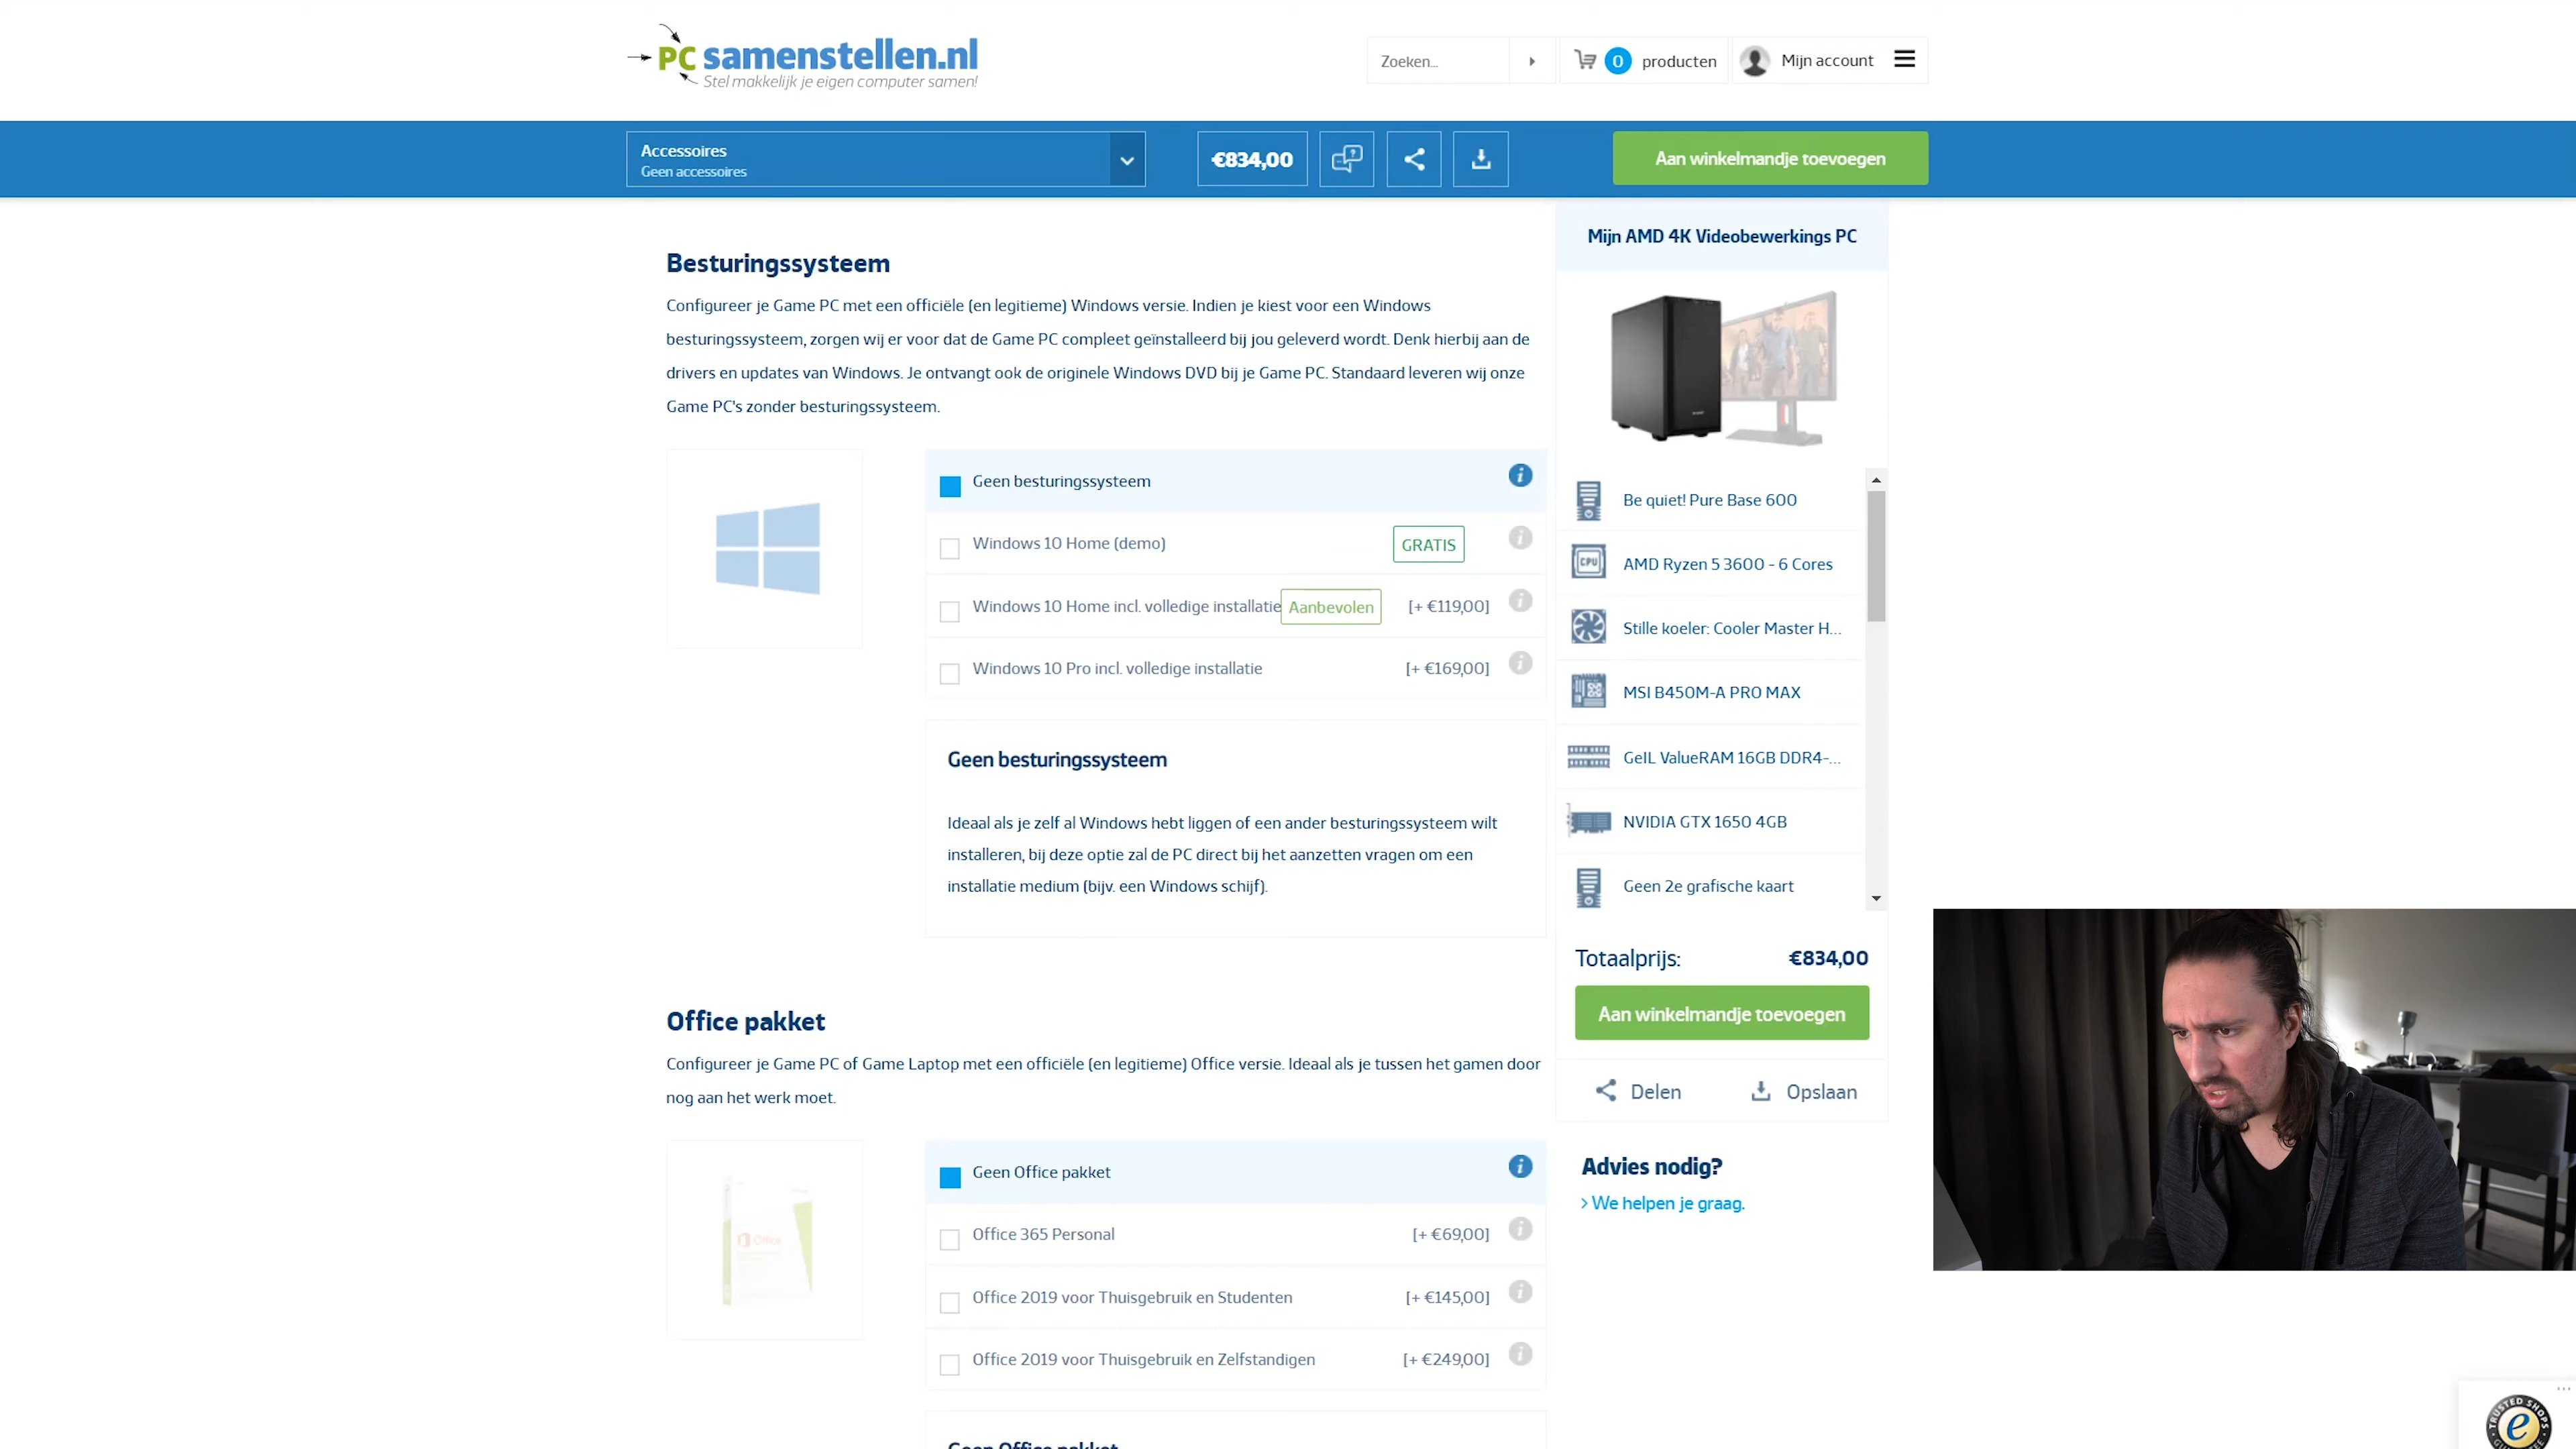 PC samenstellen.nl
Stel makkelijk je eigen computer samen!
Zoeken...
0 producten
Mijn account
Accessoires
Geen accessoires
€834,00
Aan winkelmandje toevoegen
Besturingssysteem
Configureer je Game PC met een officiële (en legitieme) Windows versie. Indien je kiest voor een Windows
besturingssysteem, zorgen wij er voor dat de Game PC compleet geïnstalleerd bij jou geleverd wordt. Denk hierbij aan de
drivers en updates van Windows. Je ontvangt ook de originele Windows DVD bij je Game PC. Standaard leveren wij onze
Game PC's zonder besturingssysteem.
Geen besturingssysteem
Windows 10 Home (demo) GRATIS
Windows 10 Home incl. volledige installatie Aanbevolen [+ €119,00]
Windows 10 Pro incl. volledige installatie [+ €169,00]
Geen besturingssysteem
Ideaal als je zelf al Windows hebt liggen of een ander besturingssysteem wilt
installeren, bij deze optie zal de PC direct bij het aanzetten vragen om een
installatie medium (bijv. een Windows schijf).
Office pakket
Configureer je Game PC of Game Laptop met een officiële (en legitieme) Office versie. Ideaal als je tussen het gamen door
nog aan het werk moet.
Office
Geen Office pakket
Office 365 Personal [+ €69,00]
Office 2019 voor Thuisgebruik en Studenten [+ €145,00]
Office 2019 voor Thuisgebruik en Zelfstandigen [+ €249,00]
Geen Office pakket
Mijn AMD 4K Videobewerkings PC
Be quiet! Pure Base 600
CPU AMD Ryzen 5 3600 - 6 Cores
Stille koeler: Cooler Master H...
MSI B450M-A PRO MAX
GeIL ValueRAM 16GB DDR4-...
NVIDIA GTX 1650 4GB
Geen 2e grafische kaart
Totaalprijs: €834,00
Aan winkelmandje toevoegen
Delen
Opslaan
Advies nodig?
> We helpen je graag.
TRUSTED SHOPS
e